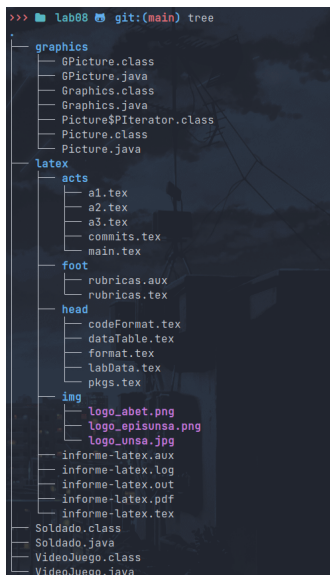 >>> lab08 git:(main) tree
.
├── graphics
│   ├── GPicture.class
│   ├── GPicture.java
│   ├── Graphics.class
│   ├── Graphics.java
│   ├── Picture$PIterator.class
│   ├── Picture.class
│   └── Picture.java
├── latex
│   ├── acts
│   │   ├── a1.tex
│   │   ├── a2.tex
│   │   ├── a3.tex
│   │   ├── commits.tex
│   │   └── main.tex
│   ├── foot
│   │   ├── rubricas.aux
│   │   └── rubricas.tex
│   ├── head
│   │   ├── codeFormat.tex
│   │   ├── dataTable.tex
│   │   ├── format.tex
│   │   ├── labData.tex
│   │   └── pkgs.tex
│   ├── img
│   │   ├── logo_abet.png
│   │   ├── logo_episunsa.png
│   │   └── logo_unsa.jpg
│   ├── informe-latex.aux
│   ├── informe-latex.log
│   ├── informe-latex.out
│   ├── informe-latex.pdf
│   └── informe-latex.tex
├── Soldado.class
├── Soldado.java
├── VideoJuego.class
└── VideoJuego.java